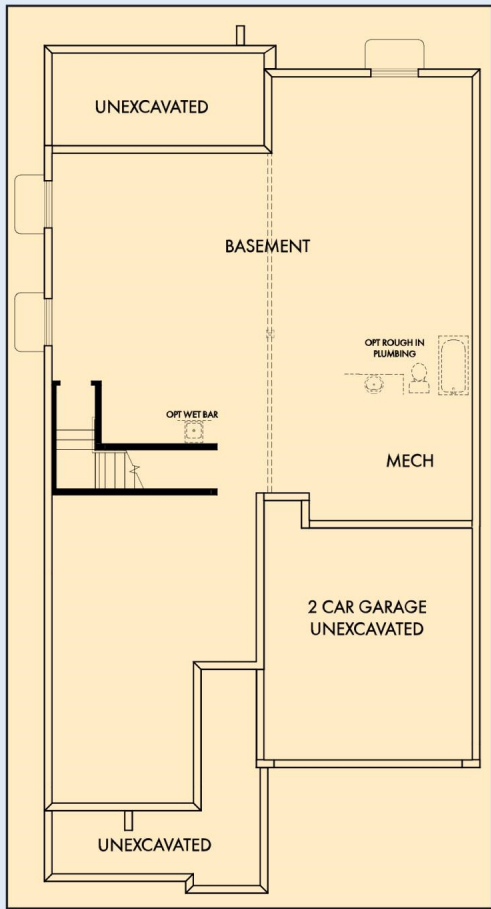 UNEXCAVATED
BASEMENT
OPT ROUGH IN
PLUMBING
OPT WET BAR
MECH
2 CAR GARAGE
UNEXCAVATED
UNEXCAVATED